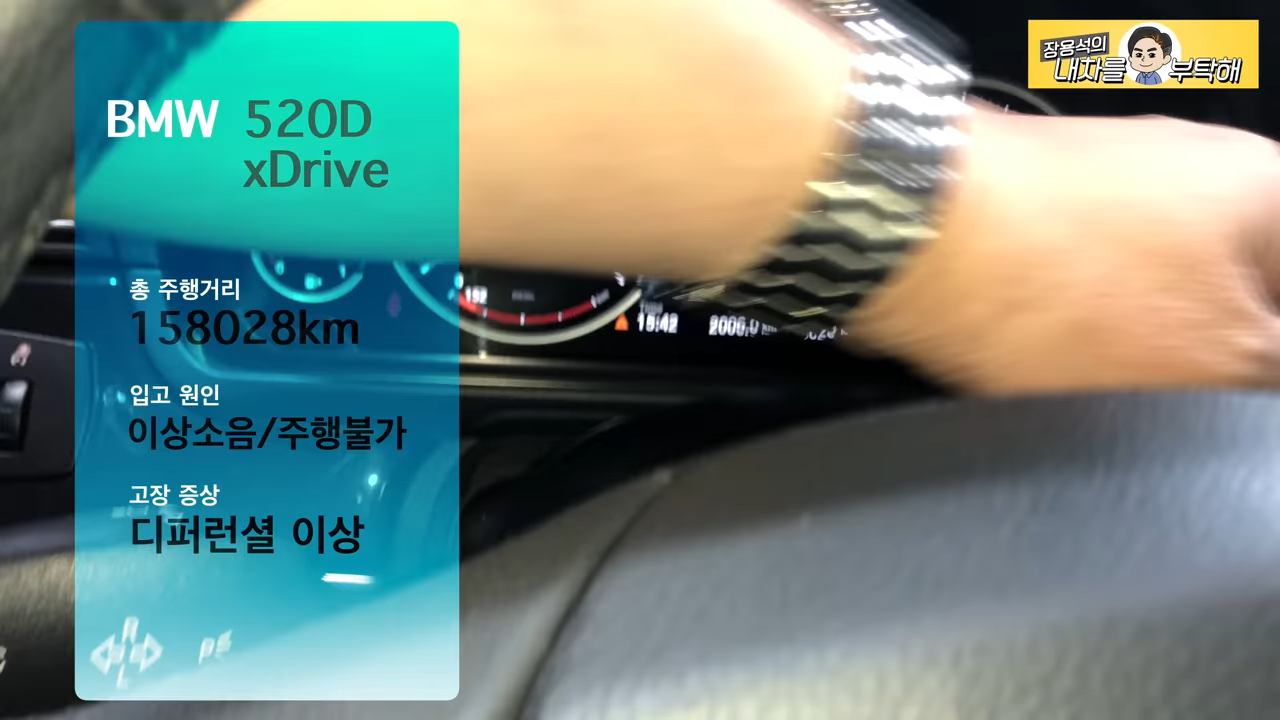 BMW 520D
xDrive
총 주행거리
158028km
입고 원인
이상소음/주행불가
고장 증상
디퍼런셜 이상
장용석의
내차를 부탁해
192
19:42